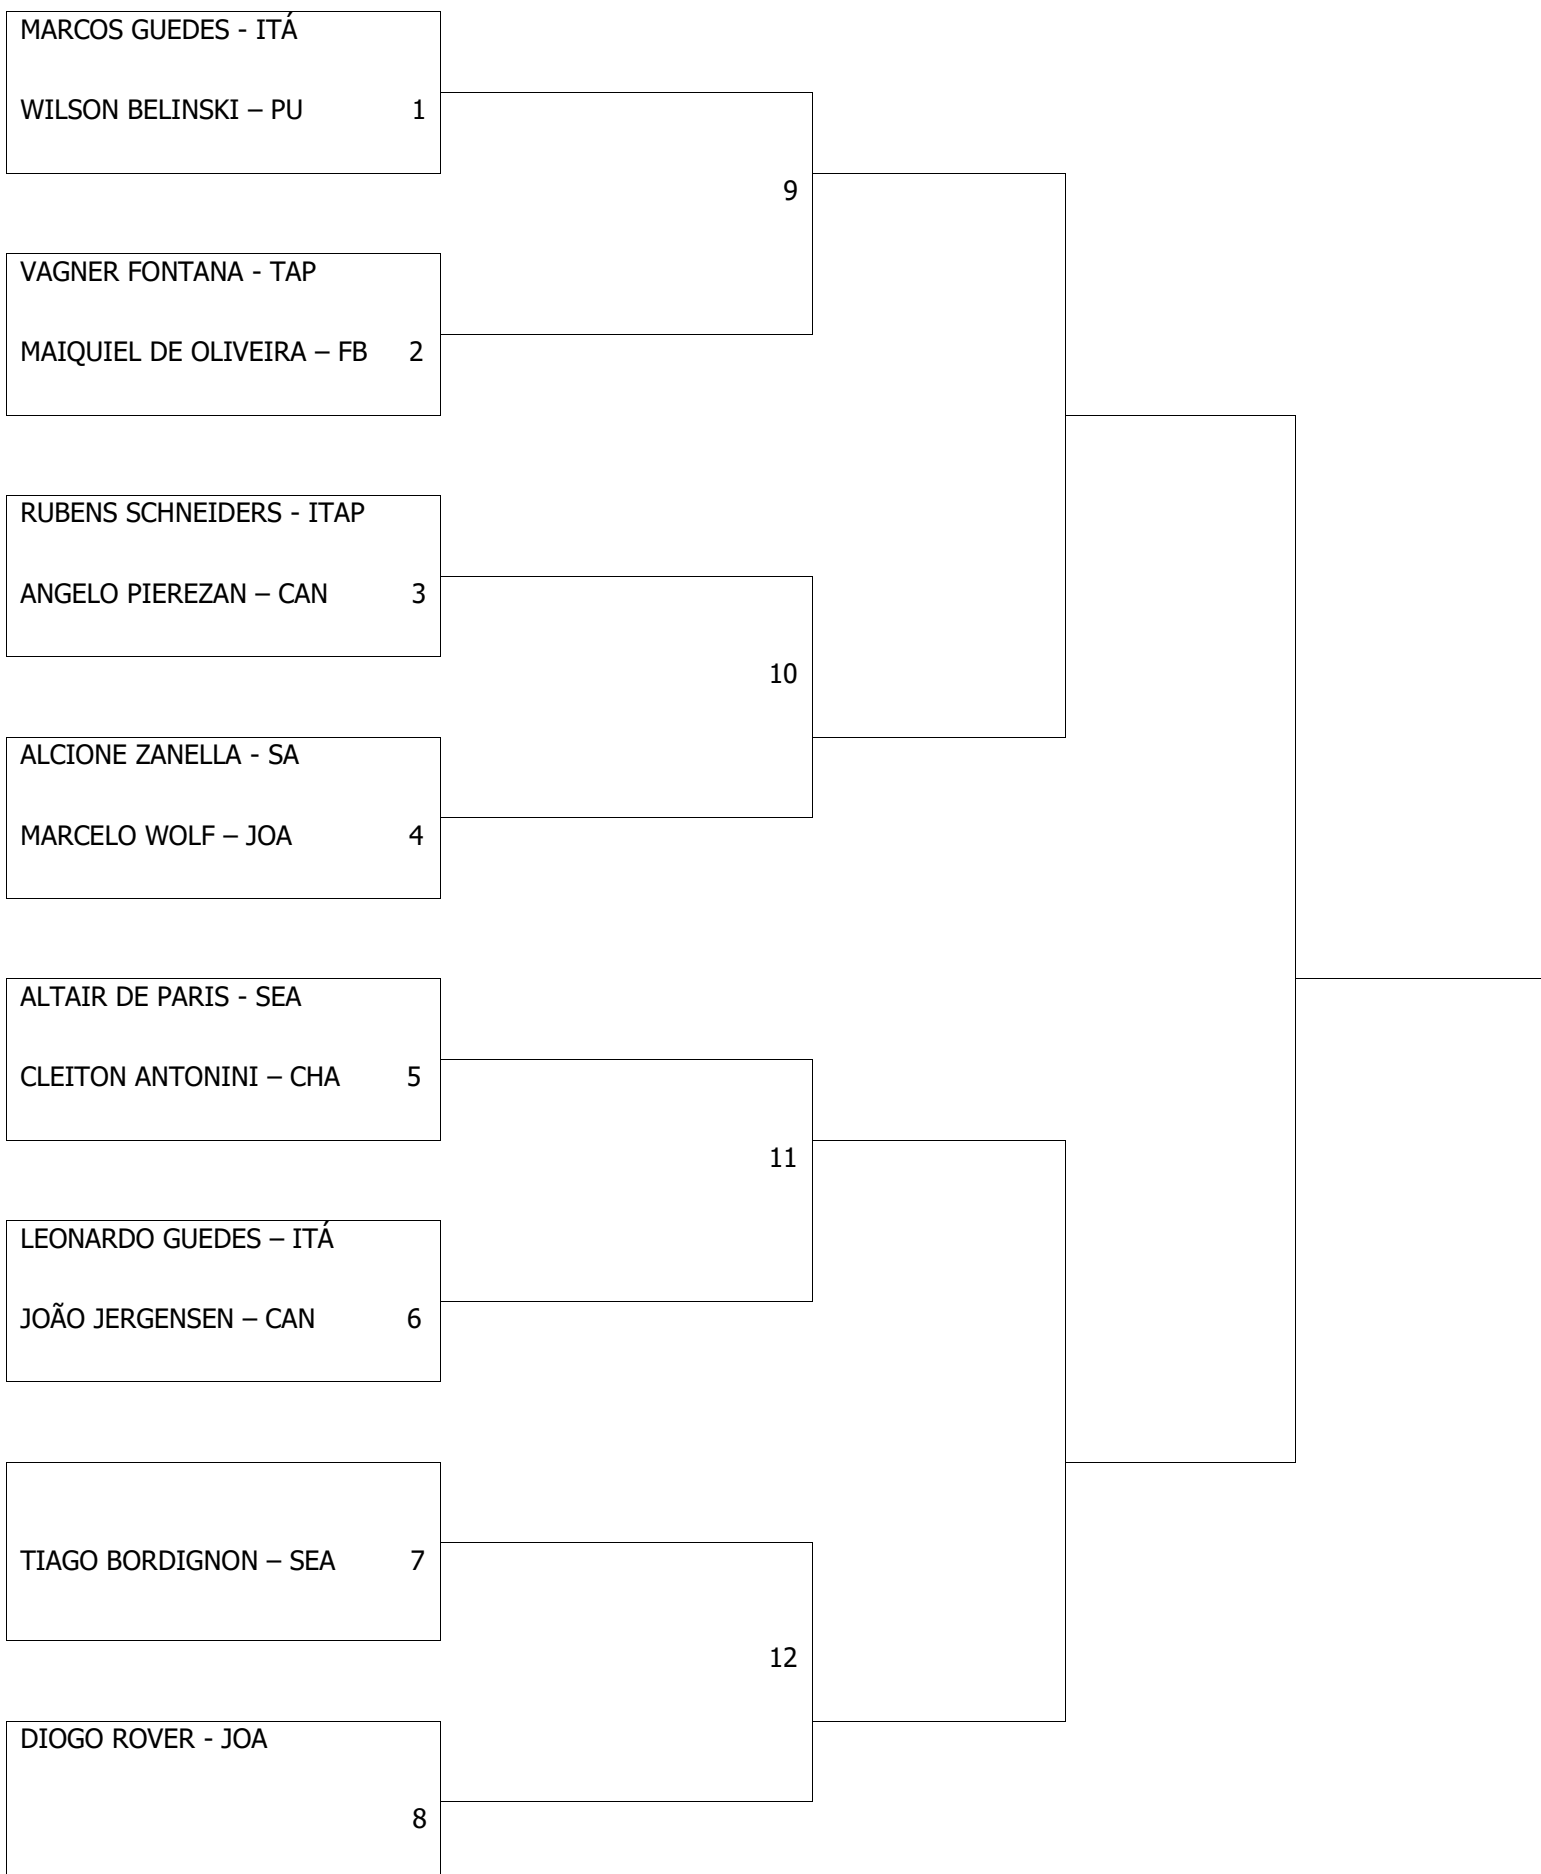 MARCOS GUEDES - ITÁ
WILSON BELINSKI – PU 1
9
VAGNER FONTANA - TAP
MAIQUIEL DE OLIVEIRA – FB 2
RUBENS SCHNEIDERS - ITAP
ANGELO PIEREZAN – CAN 3
10
ALCIONE ZANELLA - SA
MARCELO WOLF – JOA 4
ALTAIR DE PARIS - SEA
CLEITON ANTONINI – CHA 5
11
LEONARDO GUEDES – ITÁ
JOÃO JERGENSEN – CAN 6
TIAGO BORDIGNON – SEA 7
12
DIOGO ROVER - JOA
8